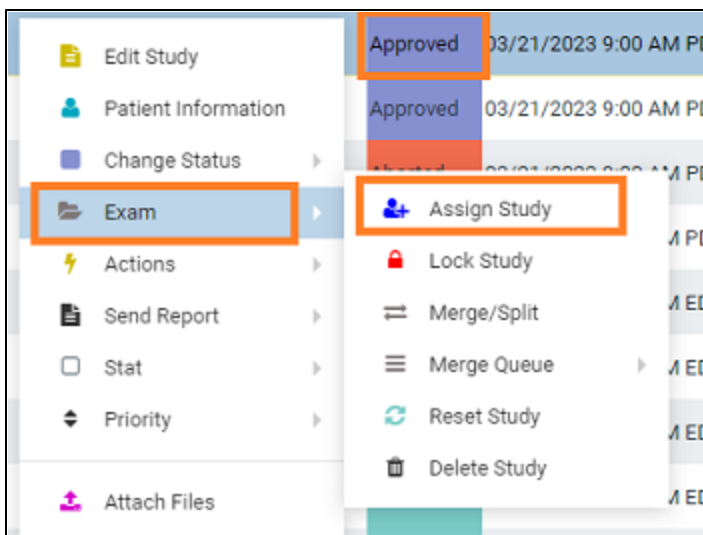 Approved 03/21/2023 9:00 AM
Edit Study
Patient Information
Approved 03/21/2023 9:00 AM
Change Status
Exam
Actions
Send Report
Stat
Priority
Attach Files
Assign Study
Lock Study
Merge/Split
Merge Queue
Reset Study
Delete Study